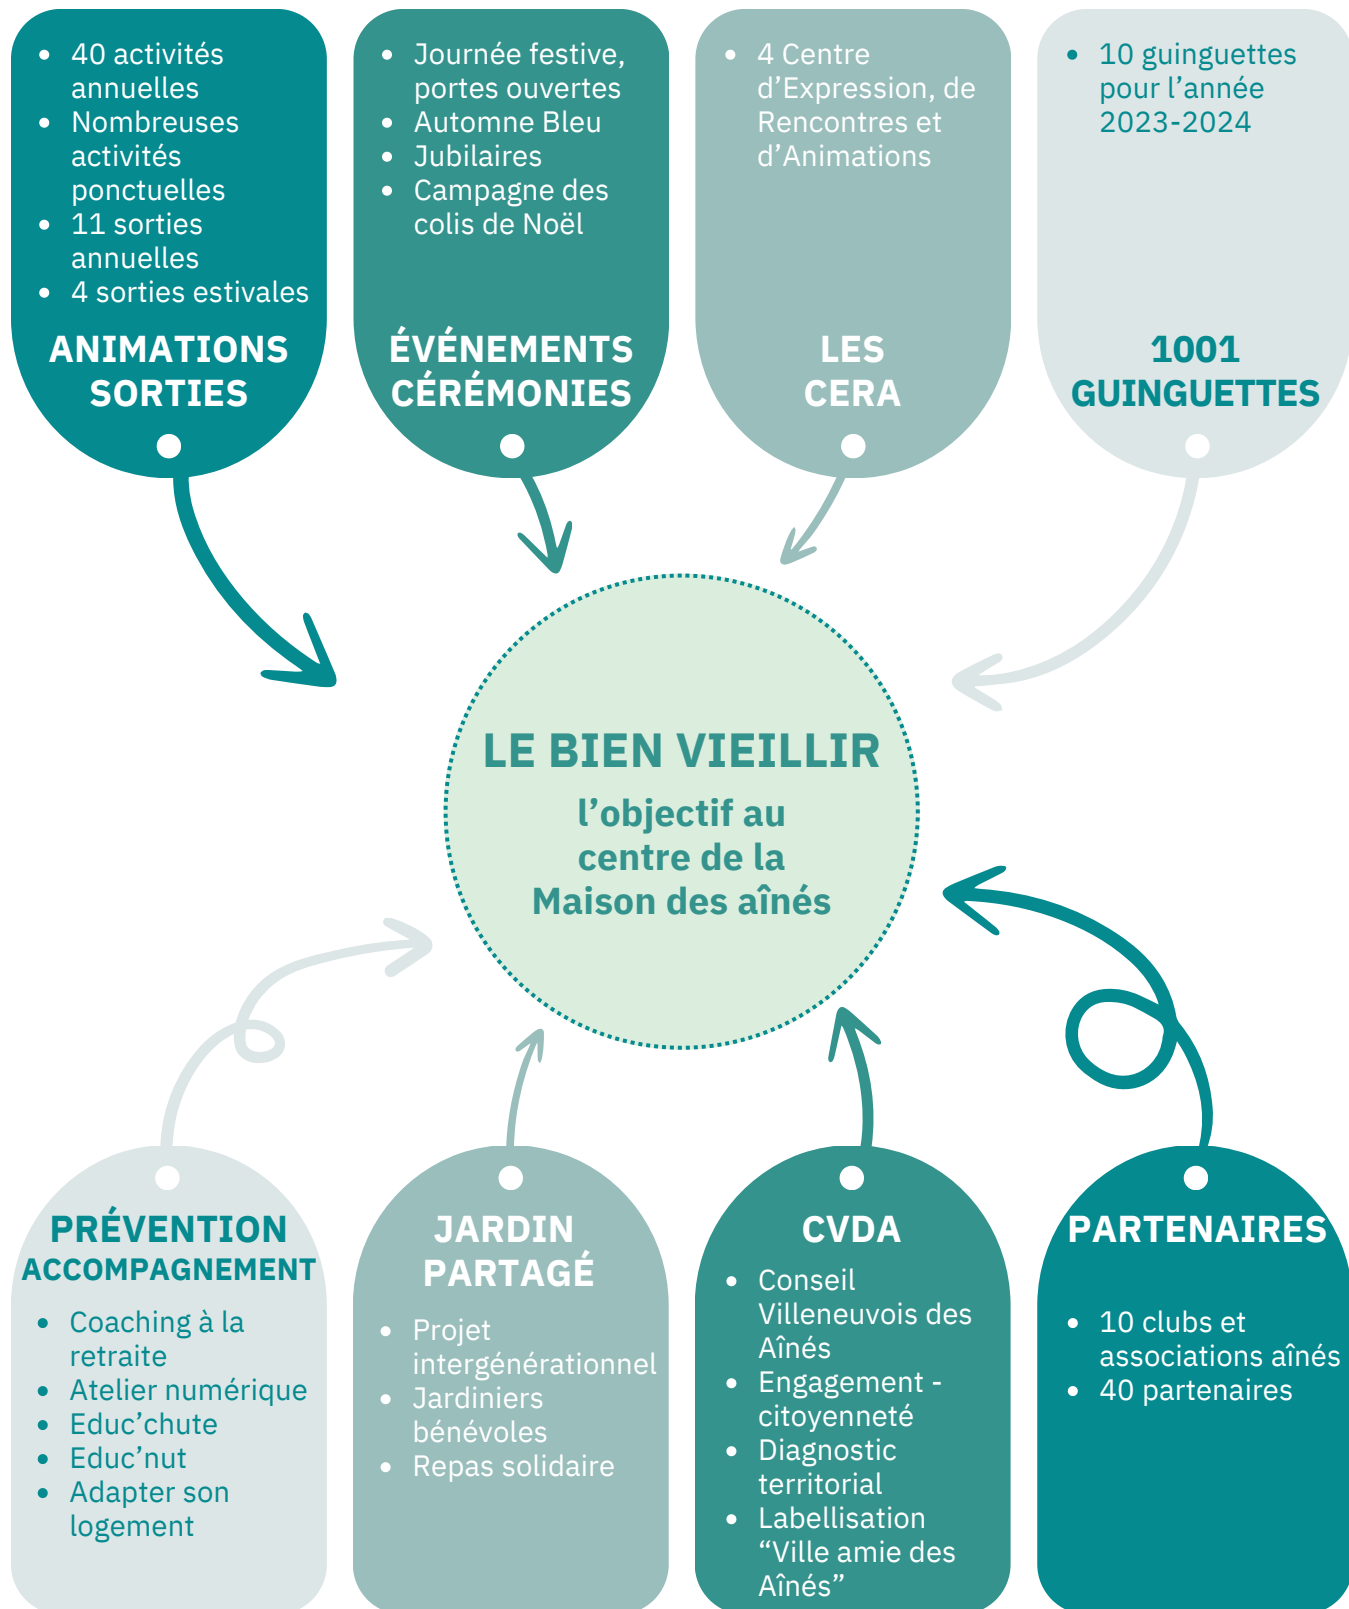 • 40 activités
annuelles
• Nombreuses
activités
ponctuelles
• 11 sorties
annuelles
• 4 sorties estivales
ANIMATIONS
SORTIES
• Journée festive,
portes ouvertes
• Automne Bleu
• Jubilaires
• Campagne des
colis de Noël
ÉVÉNEMENTS
CÉRÉMONIES
• 4 Centre
d’Expression, de
Rencontres et
d’Animations
LES
CERA
• 10 guinguettes
pour l’année
2023-2024
1001
GUINGUETTES
LE BIEN VIEILLIR
l’objectif au
centre de la
Maison des aînés
PRÉVENTION
ACCOMPAGNEMENT
• Coaching à la
retraite
• Atelier numérique
• Educ’chute
• Educ’nut
• Adapter son
logement
JARDIN
PARTAGÉ
• Projet
intergénérationnel
• Jardiniers
bénévoles
• Repas solidaire
CVDA
• Conseil
Villeneuvois des
Aînés
• Engagement -
citoyenneté
• Diagnostic
territorial
• Labellisation
“Ville amie des
Aînés”
PARTENAIRES
• 10 clubs et
associations aînés
• 40 partenaires